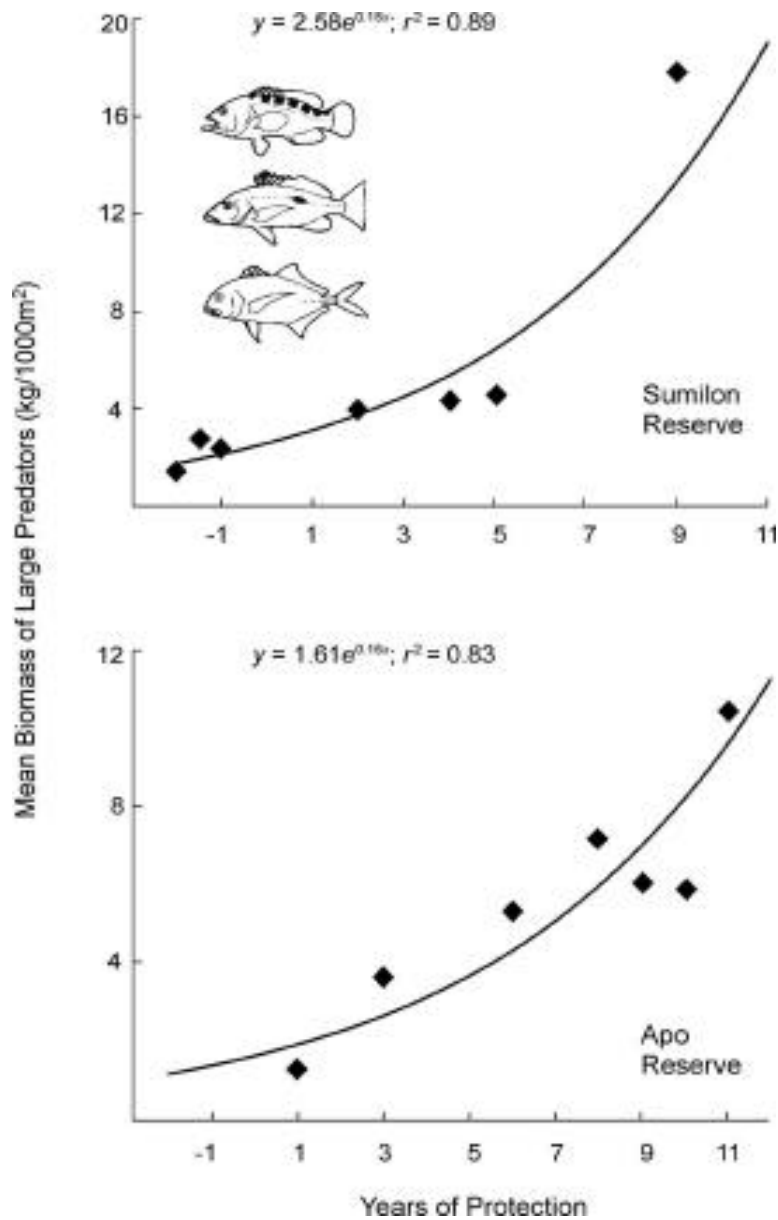 y = 2.58e^0.18x; r² = 0.89
20
16
12
8
4
Sumilon
Reserve
-1 1 3 5 7 9 11
Mean Biomass of Large Predators (kg/1000m²)
y = 1.61e^0.16x; r² = 0.83
12
8
4
Apo
Reserve
-1 1 3 5 7 9 11
Years of Protection